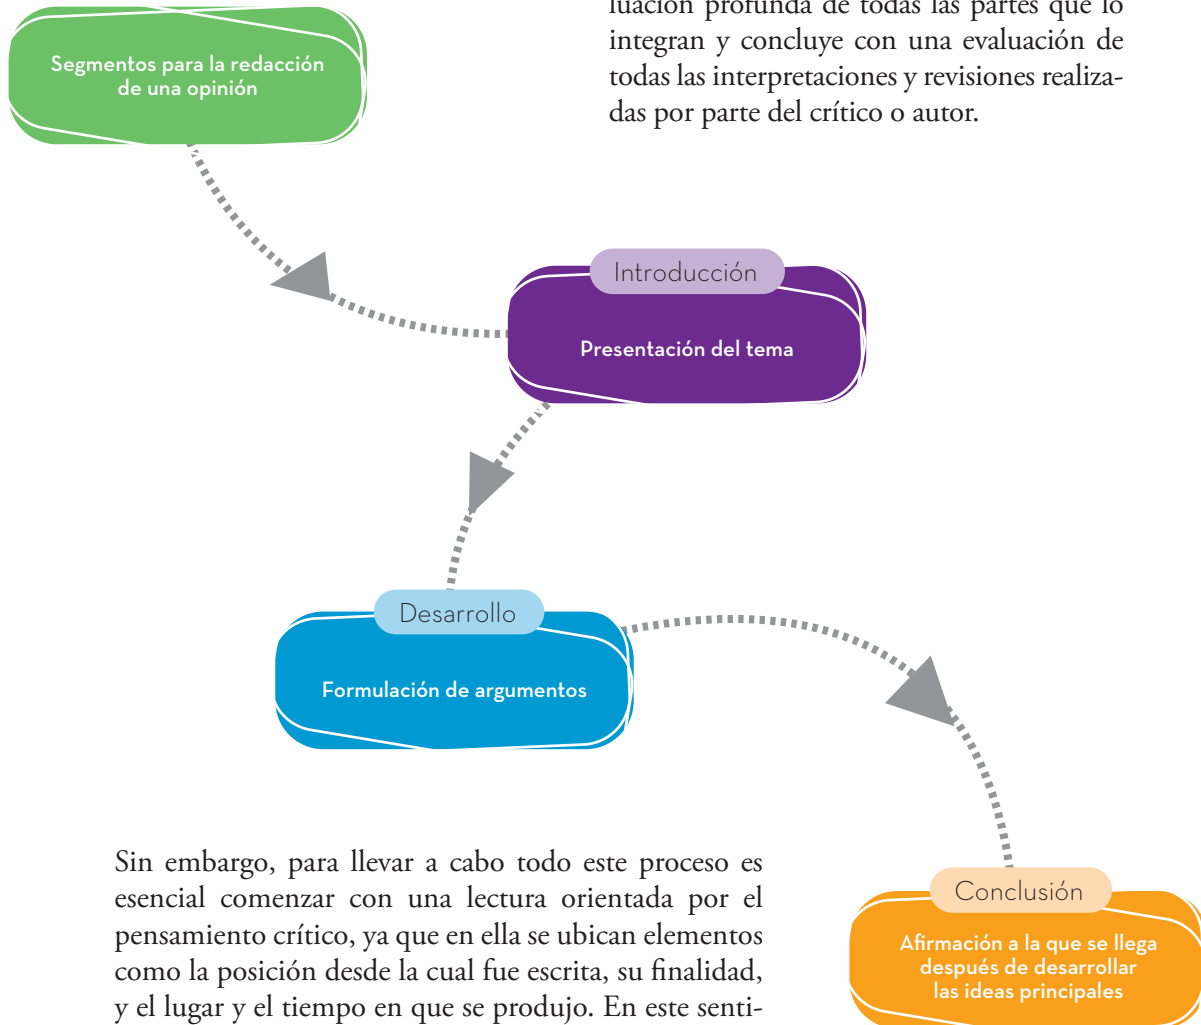 luación profunda de todas las partes que lo
integran y concluye con una evaluación de
todas las interpretaciones y revisiones realiza-
das por parte del crítico o autor.
Segmentos para la redacción
de una opinión
Introducción
Presentación del tema
Desarrollo
Formulación de argumentos
Conclusión
Afirmación a la que se llega
después de desarrollar
las ideas principales
Sin embargo, para llevar a cabo todo este proceso es
esencial comenzar con una lectura orientada por el
pensamiento crítico, ya que en ella se ubican elementos
como la posición desde la cual fue escrita, su finalidad,
y el lugar y el tiempo en que se produjo. En este senti-